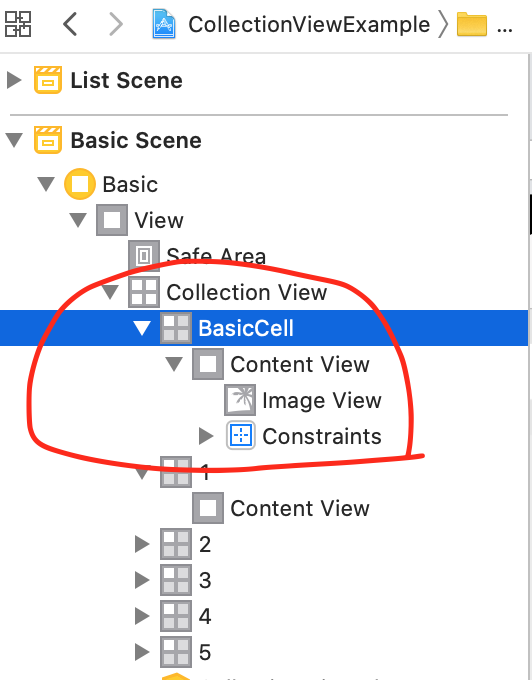 CollectionViewExample ...
List Scene
Basic Scene
Basic
View
Safe Area
Collection View
BasicCell
Content View
Image View
Constraints
1
Content View
2
3
4
5